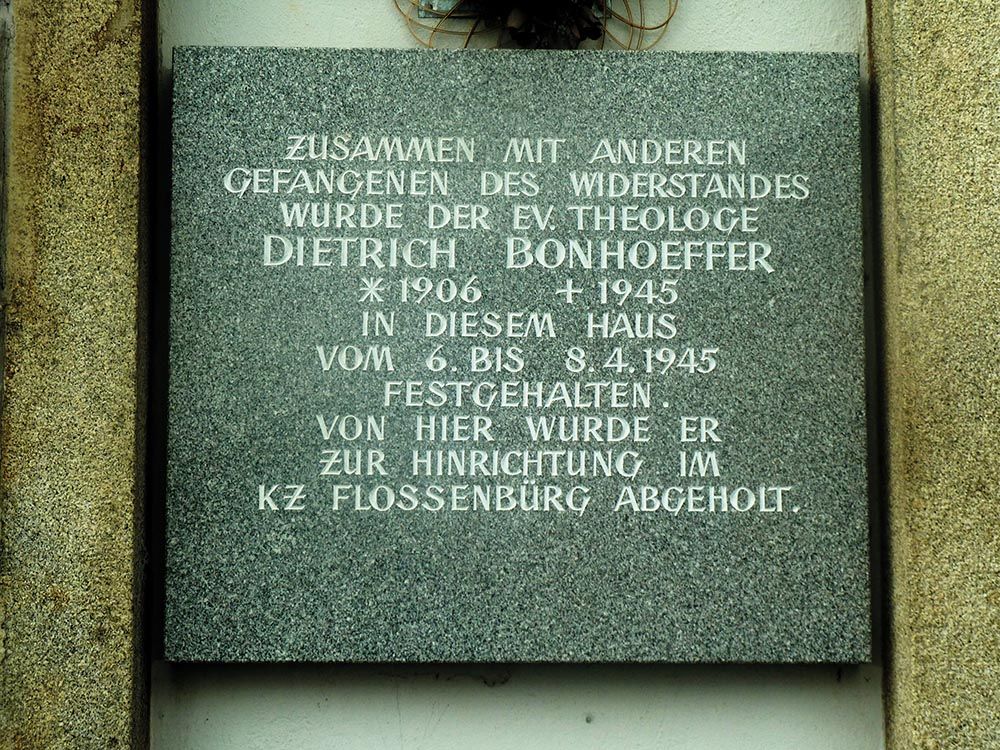 ZUSAMMEN MIT ANDEREN
GEFANGENEN DES WIDERSTANDES
WURDE DER EV. THEOLOGE
DIETRICH BONHOEFFER
* 1906 + 1945
IN DIESEM HAUS
VOM 6. BIS 8.4.1945
FESTGEHALTEN.
VON HIER WURDE ER
ZUR HINRICHTUNG IM
KZ FLOSSENBÜRG ABGEHOLT.